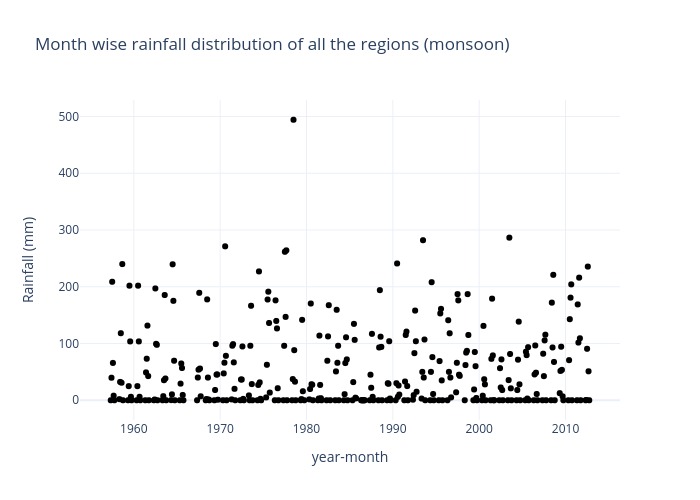 Month wise rainfall distribution of all the regions (monsoon)
500
400
300
200
100
0
Rainfall (mm)
1960 1970 1980 1990 2000 2010
year-month